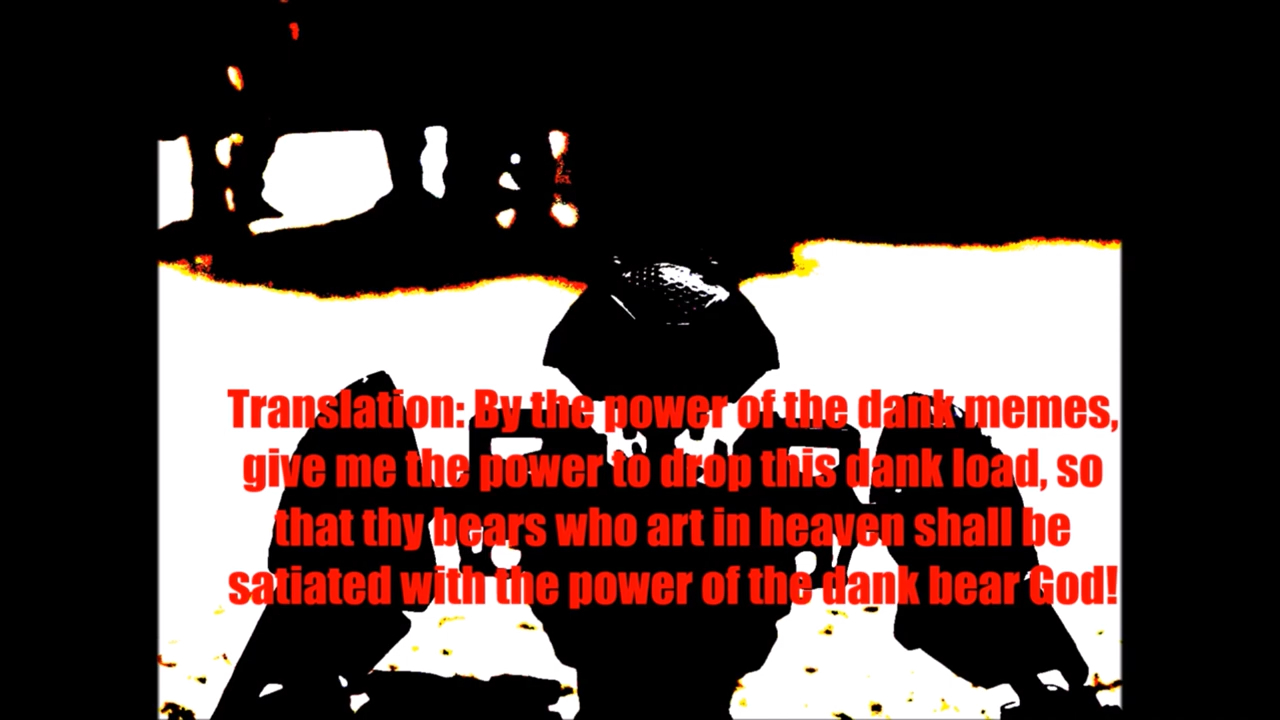 Translation: By the power of the dank memes,
give me the power to drop this dank load, so
that thy bears who art in heaven shall be
satiated with the power of the dank bear God!